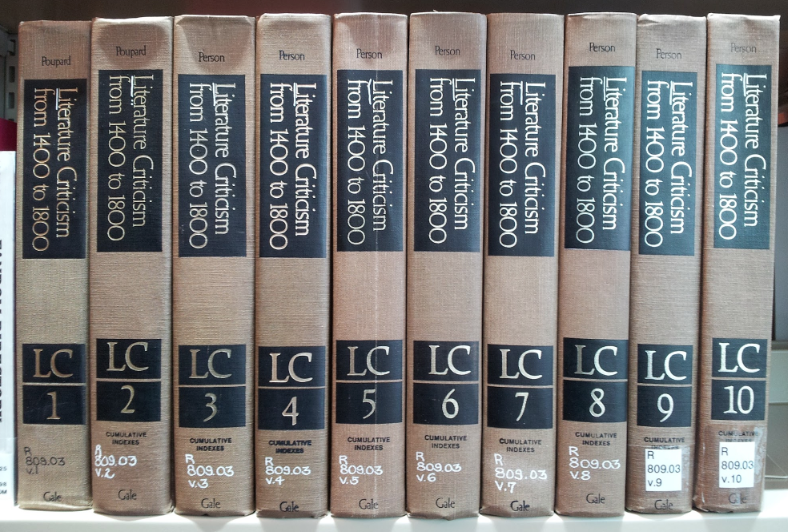 Poupard
Literature Criticism
from 1400 to 1800
LC
1
R
809.03
v.1
Gale
Poupard
Literature Criticism
from 1400 to 1800
LC
2
CUMULATIVE
INDEXES
R
809.03
v.2
Gale
Person
Literature Criticism
from 1400 to 1800
LC
3
CUMULATIVE
INDEXES
R
809.03
v.3
Gale
Person
Literature Criticism
from 1400 to 1800
LC
4
CUMULATIVE
INDEXES
R
809.03
v.4
Gale
Person
Literature Criticism
from 1400 to 1800
LC
5
CUMULATIVE
INDEXES
R
809.03
v.5
Gale
Person
Literature Criticism
from 1400 to 1800
LC
6
CUMULATIVE
INDEXES
R
809.03
v.6
Gale
Person
Literature Criticism
from 1400 to 1800
LC
7
CUMULATIVE
INDEXES
R
809.03
v.7
Gale
Person
Literature Criticism
from 1400 to 1800
LC
8
CUMULATIVE
INDEXES
R
809.03
v.8
Gale
Person
Literature Criticism
from 1400 to 1800
LC
9
CUMULATIVE
INDEXES
R
809.03
v.9
Gale
Person
Literature Criticism
from 1400 to 1800
LC
10
CUMULATIVE
R
809.03
v.10
Gale